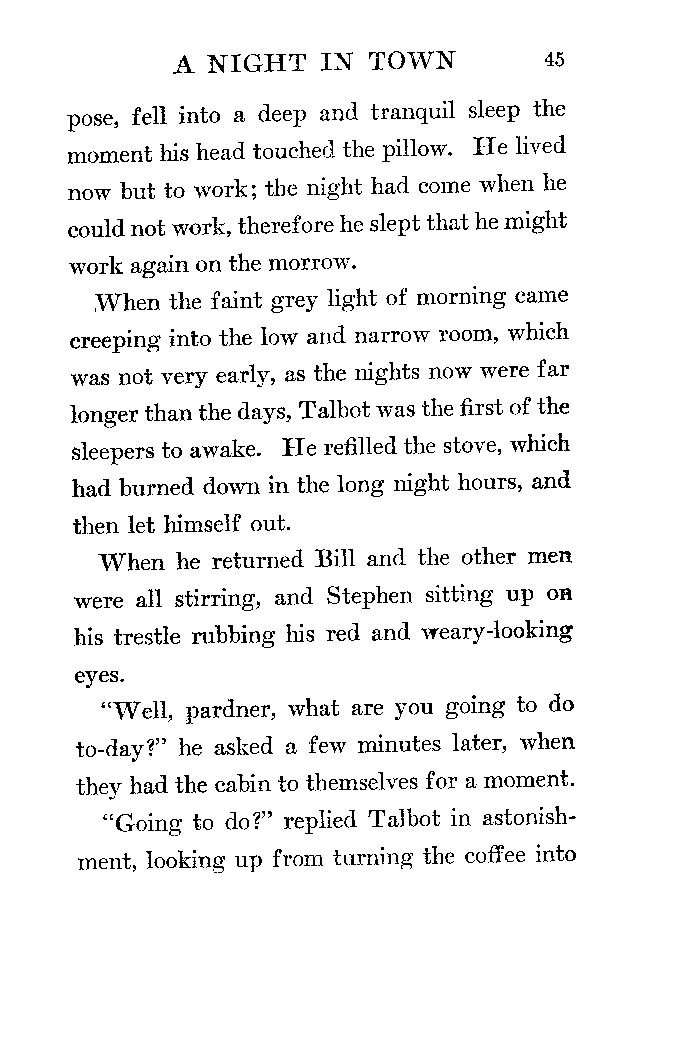 A NIGHT IN TOWN 45
pose, fell into a deep and tranquil sleep the
moment his head touched the pillow. He lived
now but to work; the night had come when he
could not work, therefore he slept that he might
work again on the morrow.
When the faint grey light of morning came
creeping into the low and narrow room, which
was not very early, as the nights now were far
longer than the days, Talbot was the first of the
sleepers to awake. He refilled the stove, which
had burned down in the long night hours, and
then let himself out.
When he returned Bill and the other men
were all stirring, and Stephen sitting up on
his trestle rubbing his red and weary-looking
eyes.
"Well, pardner, what are you going to do
to-day?" he asked a few minutes later, when
they had the cabin to themselves for a moment.
"Going to do?" replied Talbot in astonish-
ment, looking up from turning the coffee into